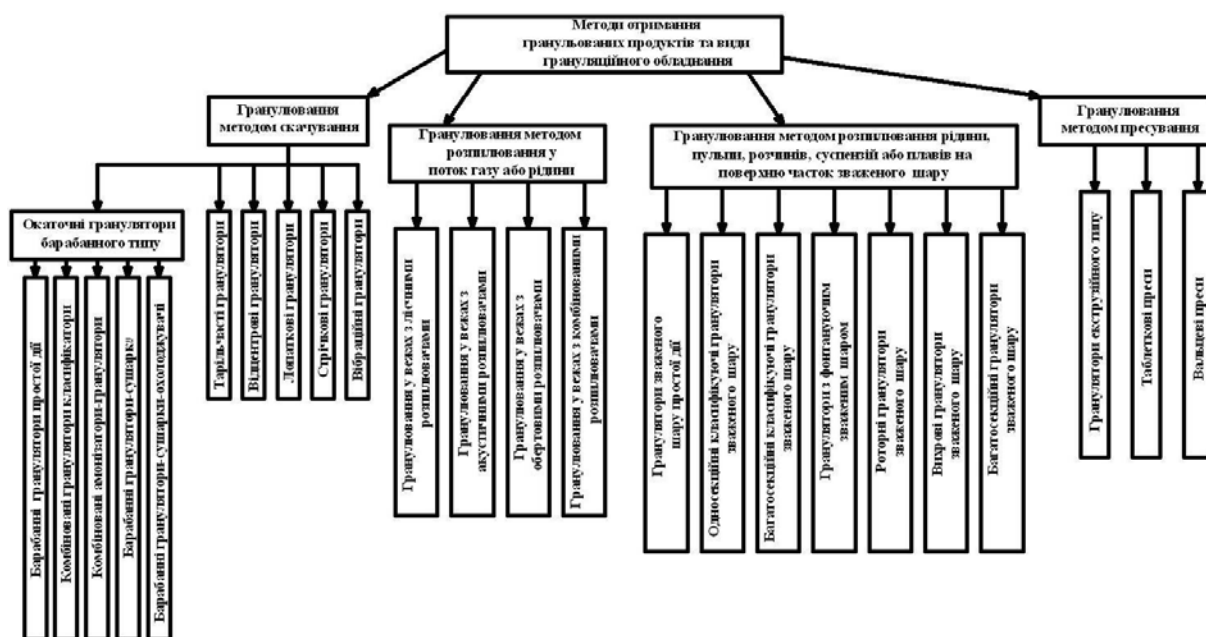 Методи отримання
гранульованих продуктів та види
грануляційного обладнання
Гранулювання
методом скачування
Гранулювання методом
розпилювання у
поток газу або рідини
Гранулювання методом розпилювання рідини,
пульпи, розчинів, суспензій або плавів на
поверхню часток зваженого шару
Гранулювання
методом пресування
Окаточні гранулятори
барабанного типу
Тарільчасті гранулятори
Відцентрові гранулятори
Лопаткові гранулятори
Стрічкові гранулятори
Вібраційні гранулятори
Барабанні гранулятори простої дії
Комбіновані гранулятори класифікатори
Комбіновані амонізатори-гранулятори
Барабанні гранулятори-сушарки
Барабанні гранулятори-сушарки-охолоджувачі
Гранулювання у вежах з лієчними
розпилювачами
Гранулювання у вежах з
акустичними розпилювачами
Гранулювання у вежах з
обертовими розпилювачами
Гранулювання у вежах з комбінованими
розпилювачами
Гранулятори зваженого
шару простої дії
Односекційні класифікуючі гранулятори
зваженого шару
Багатосекційні класифікуючі гранулятори
зваженого шару
Гранулятори з фонтануючим
зваженим шаром
Роторні гранулятори
зваженого шару
Вихрові гранулятори
зваженого шару
Багатосекційні гранулятори
зваженого шару
Гранулятори екструзійного типу
Таблеткові преси
Вальцеві преси